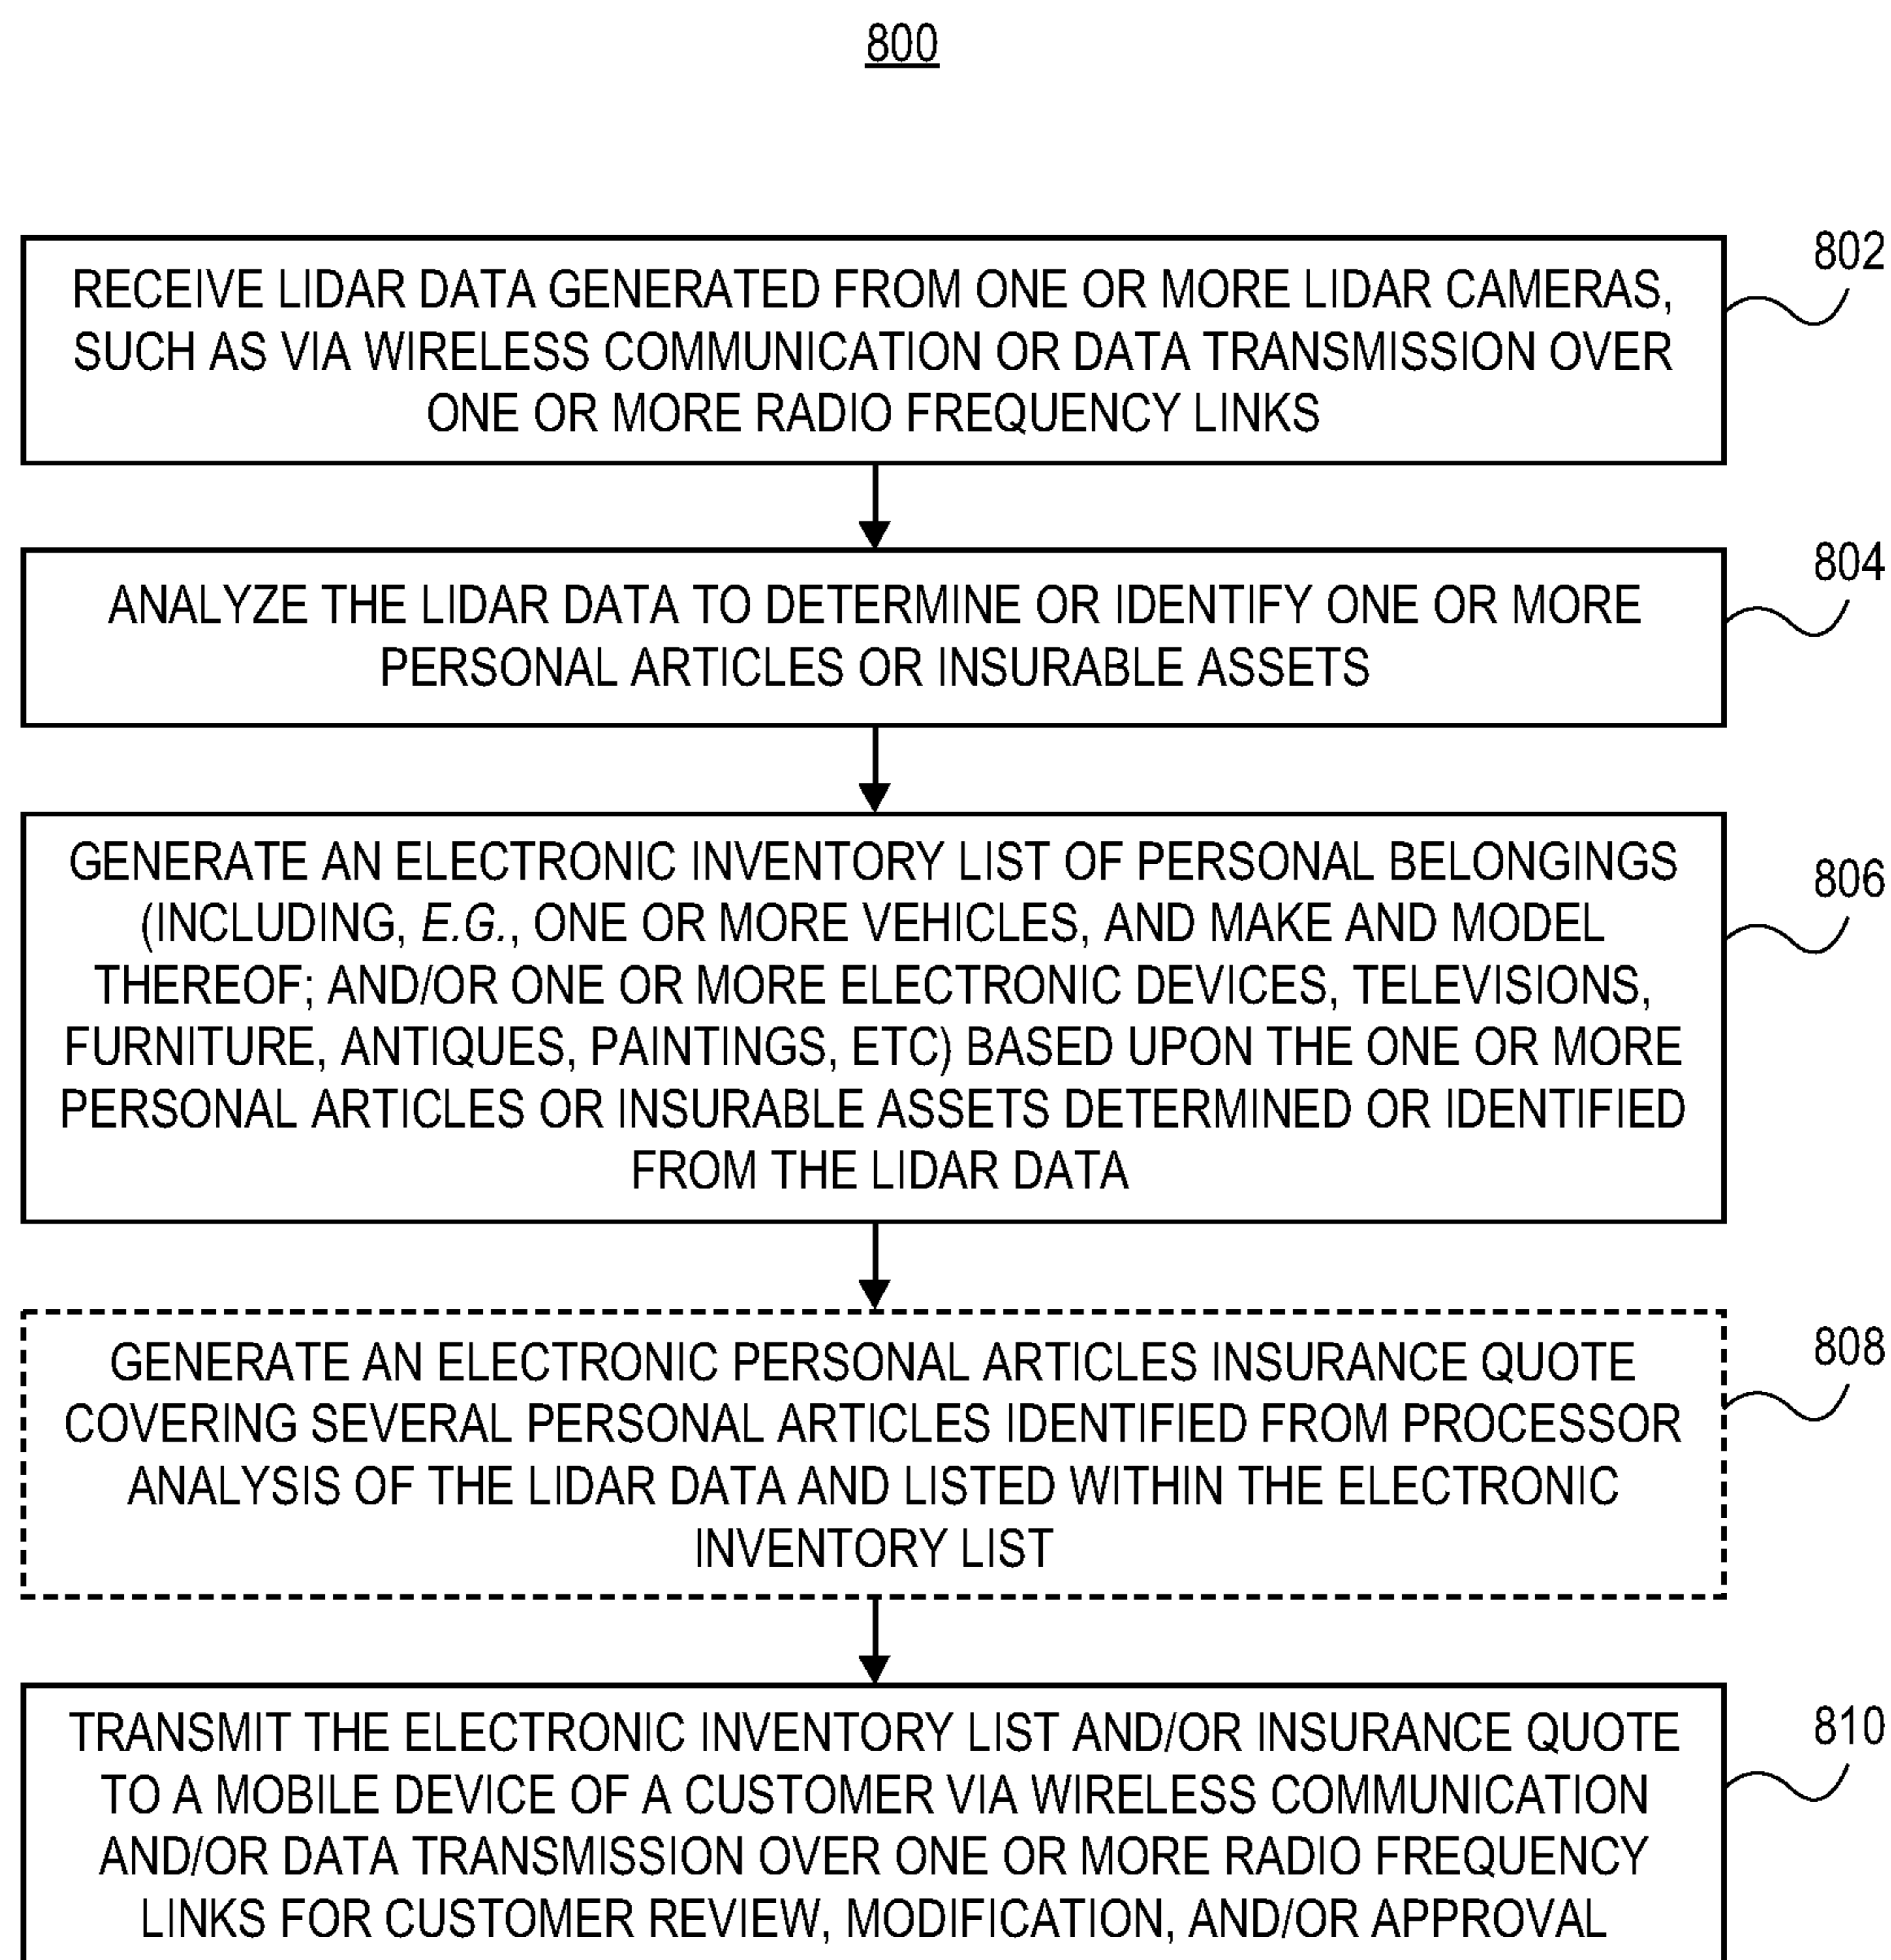 800
802
RECEIVE LIDAR DATA GENERATED FROM ONE OR MORE LIDAR CAMERAS,
SUCH AS VIA WIRELESS COMMUNICATION OR DATA TRANSMISSION OVER
ONE OR MORE RADIO FREQUENCY LINKS
804
ANALYZE THE LIDAR DATA TO DETERMINE OR IDENTIFY ONE OR MORE
PERSONAL ARTICLES OR INSURABLE ASSETS
806
GENERATE AN ELECTRONIC INVENTORY LIST OF PERSONAL BELONGINGS
(INCLUDING, E.G., ONE OR MORE VEHICLES, AND MAKE AND MODEL
THEREOF; AND/OR ONE OR MORE ELECTRONIC DEVICES, TELEVISIONS,
FURNITURE, ANTIQUES, PAINTINGS, ETC) BASED UPON THE ONE OR MORE
PERSONAL ARTICLES OR INSURABLE ASSETS DETERMINED OR IDENTIFIED
FROM THE LIDAR DATA
808
GENERATE AN ELECTRONIC PERSONAL ARTICLES INSURANCE QUOTE
COVERING SEVERAL PERSONAL ARTICLES IDENTIFIED FROM PROCESSOR
ANALYSIS OF THE LIDAR DATA AND LISTED WITHIN THE ELECTRONIC
INVENTORY LIST
810
TRANSMIT THE ELECTRONIC INVENTORY LIST AND/OR INSURANCE QUOTE
TO A MOBILE DEVICE OF A CUSTOMER VIA WIRELESS COMMUNICATION
AND/OR DATA TRANSMISSION OVER ONE OR MORE RADIO FREQUENCY
LINKS FOR CUSTOMER REVIEW, MODIFICATION, AND/OR APPROVAL